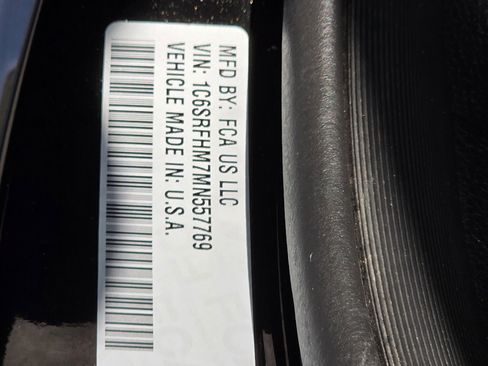 MFD BY: FCA US LLC
VIN: 1C6SRFHM7MN557769
VEHICLE MADE IN: U.S.A.